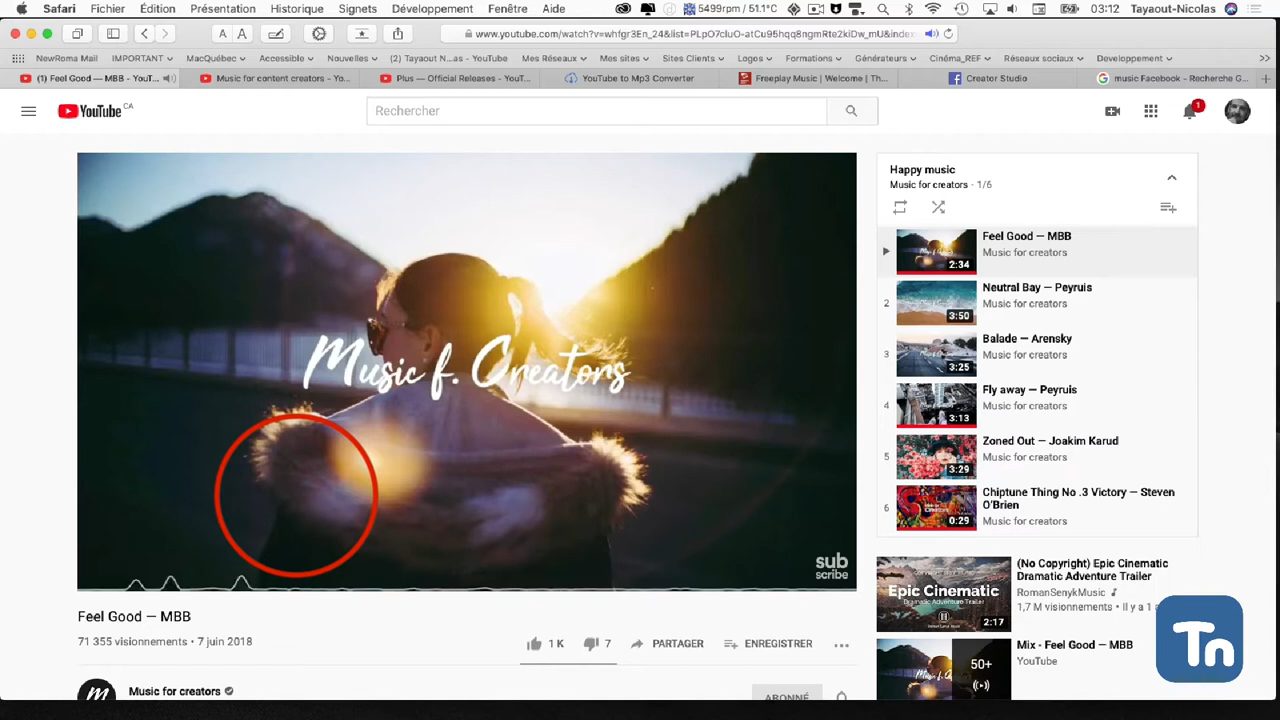 Safari Fichier Édition Présentation Historique Signets Développement Fenêtre Aide 5499rpm / 51.1°C 03:12 Tayaout-Nicolas
A A www.youtube.com/watch?v=whfgr3En_24&list=PLpO7cluO-atCu95hqq8ngmRte2kiDw_mU&index=
NewRoma Mail IMPORTANT MacQuébec Accessible Nouvelles (2) Tayaout N... - YouTube Mes Réseaux Mes sites Sites Clients Logos Formations Générateurs Cinéma_REF Réseaux sociaux Developpement
(1) Feel Good — MBB - YouT... Music for content creators - Yo... Plus — Official Releases - YouT... YouTube to Mp3 Converter Freeplay Music | Welcome | Th... Creator Studio music Facebook - Recherche G...
YouTube CA
Rechercher
1
Music f. Creators
sub
scribe
Feel Good — MBB
71 355 visionnements • 7 juin 2018
1 K 7 PARTAGER ENREGISTRER
Music for creators
ABONNÉ
Happy music
Music for creators - 1/6
Feel Good — MBB
Music for creators
2:34
2
Neutral Bay — Peyruis
Music for creators
3:50
3
Balade — Arensky
Music for creators
3:25
4
Fly away — Peyruis
Music for creators
3:13
5
Zoned Out — Joakim Karud
Music for creators
3:29
6
Chiptune Thing No .3 Victory — Steven
O'Brien
Music for creators
0:29
(No Copyright) Epic Cinematic
Dramatic Adventure Trailer
RomanSenykMusic
1,7 M visionnements • Il y a 1
Epic Cinematic
Dramatic Adventure Trailer
2:17
Mix - Feel Good — MBB
YouTube
50+
Tn